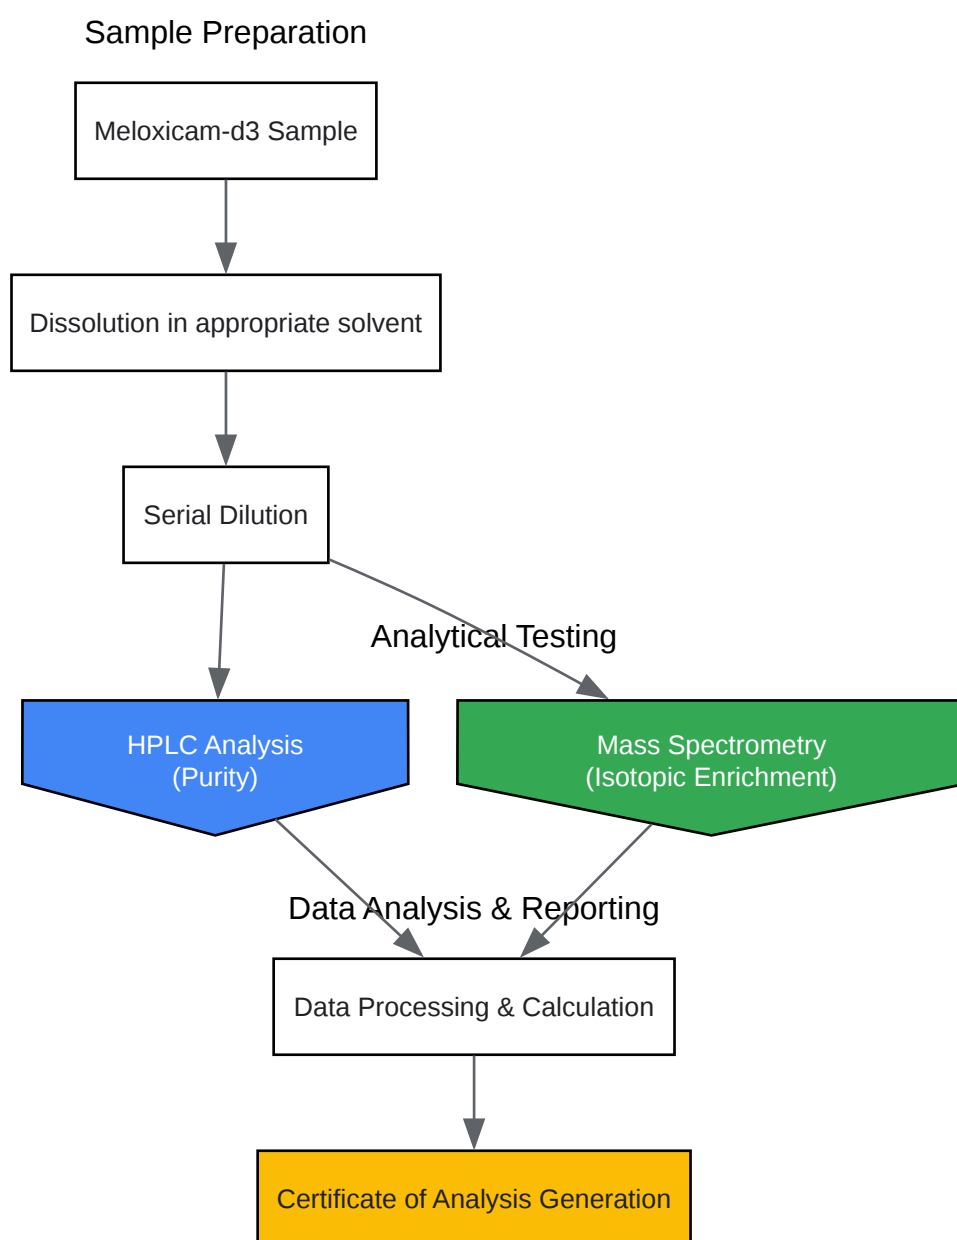 Sample Preparation
Meloxicam-d3 Sample
Dissolution in appropriate solvent
Serial Dilution
Analytical Testing
HPLC Analysis
(Purity)
Mass Spectrometry
(Isotopic Enrichment)
Data Analysis & Reporting
Data Processing & Calculation
Certificate of Analysis Generation